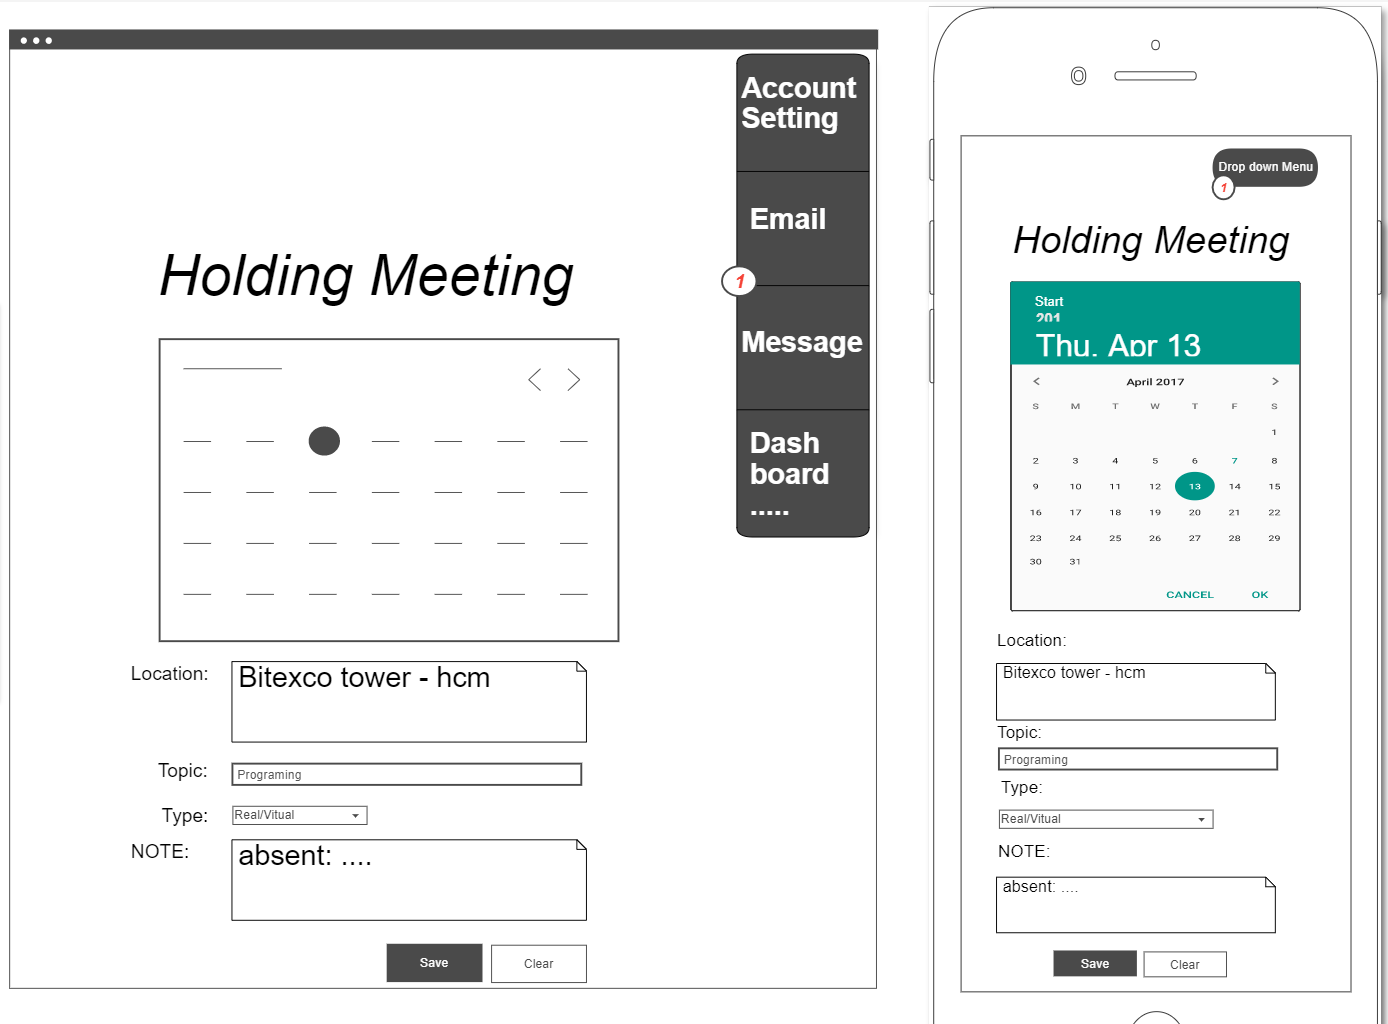 Account
Setting
Email
1
Message
Dash
board
.....
Holding Meeting
Location:
Bitexco tower - hcm
Topic:
Programing
Type:
Real/Vitual
NOTE:
absent: ....
Save
Clear
Drop down Menu
1
Holding Meeting
Start
201
Thu, Apr 13
April 2017
S M T W T F S
1
2 3 4 5 6 7 8
9 10 11 12 13 14 15
16 17 18 19 20 21 22
23 24 25 26 27 28 29
30 31
CANCEL OK
Location:
Bitexco tower - hcm
Topic:
Programing
Type:
Real/Vitual
NOTE:
absent: ....
Save
Clear